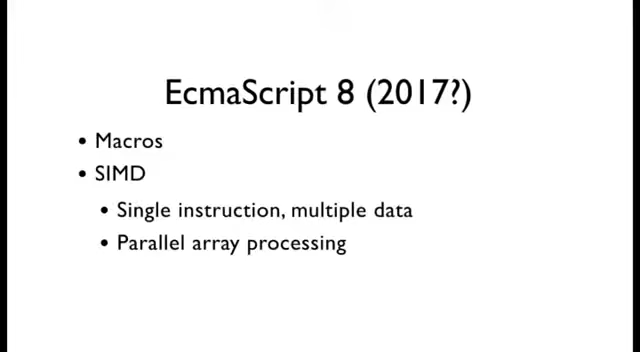 EcmaScript 8 (2017?)
• Macros
• SIMD
• Single instruction, multiple data
• Parallel array processing